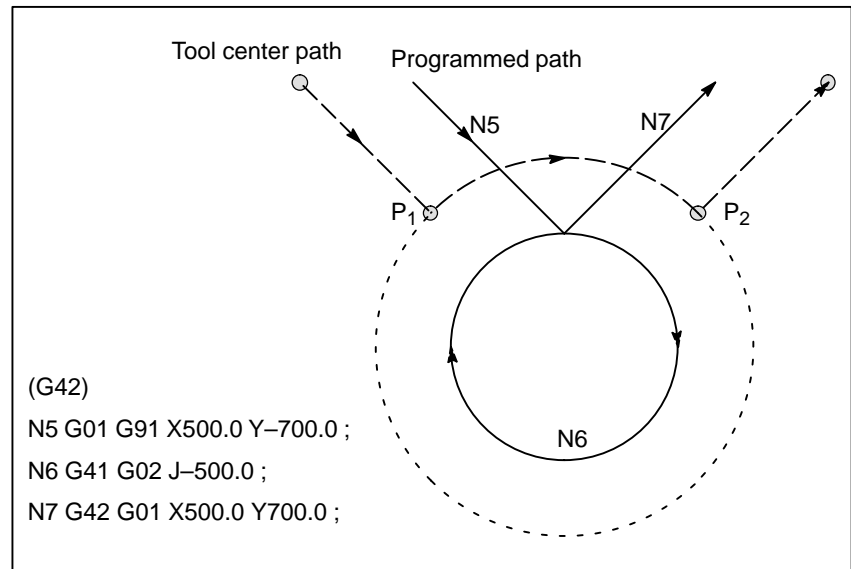 Tool center path
Programmed path
N5
N7
P1
P2
(G42)
N5 G01 G91 X500.0 Y–700.0 ;
N6 G41 G02 J–500.0 ;
N6
N7 G42 G01 X500.0 Y700.0 ;